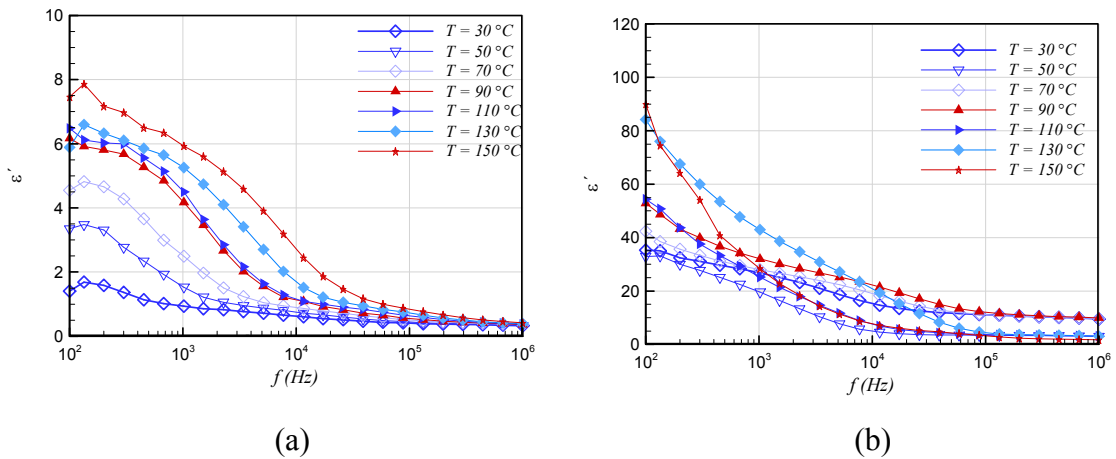 10
8
6
4
2
0
ε´
10² 10³ 10⁴ 10⁵ 10⁶
f (Hz)
T = 30 °C
T = 50 °C
T = 70 °C
T = 90 °C
T = 110 °C
T = 130 °C
T = 150 °C
(a)
120
100
80
60
40
20
0
ε´
10² 10³ 10⁴ 10⁵ 10⁶
f (Hz)
T = 30 °C
T = 50 °C
T = 70 °C
T = 90 °C
T = 110 °C
T = 130 °C
T = 150 °C
(b)